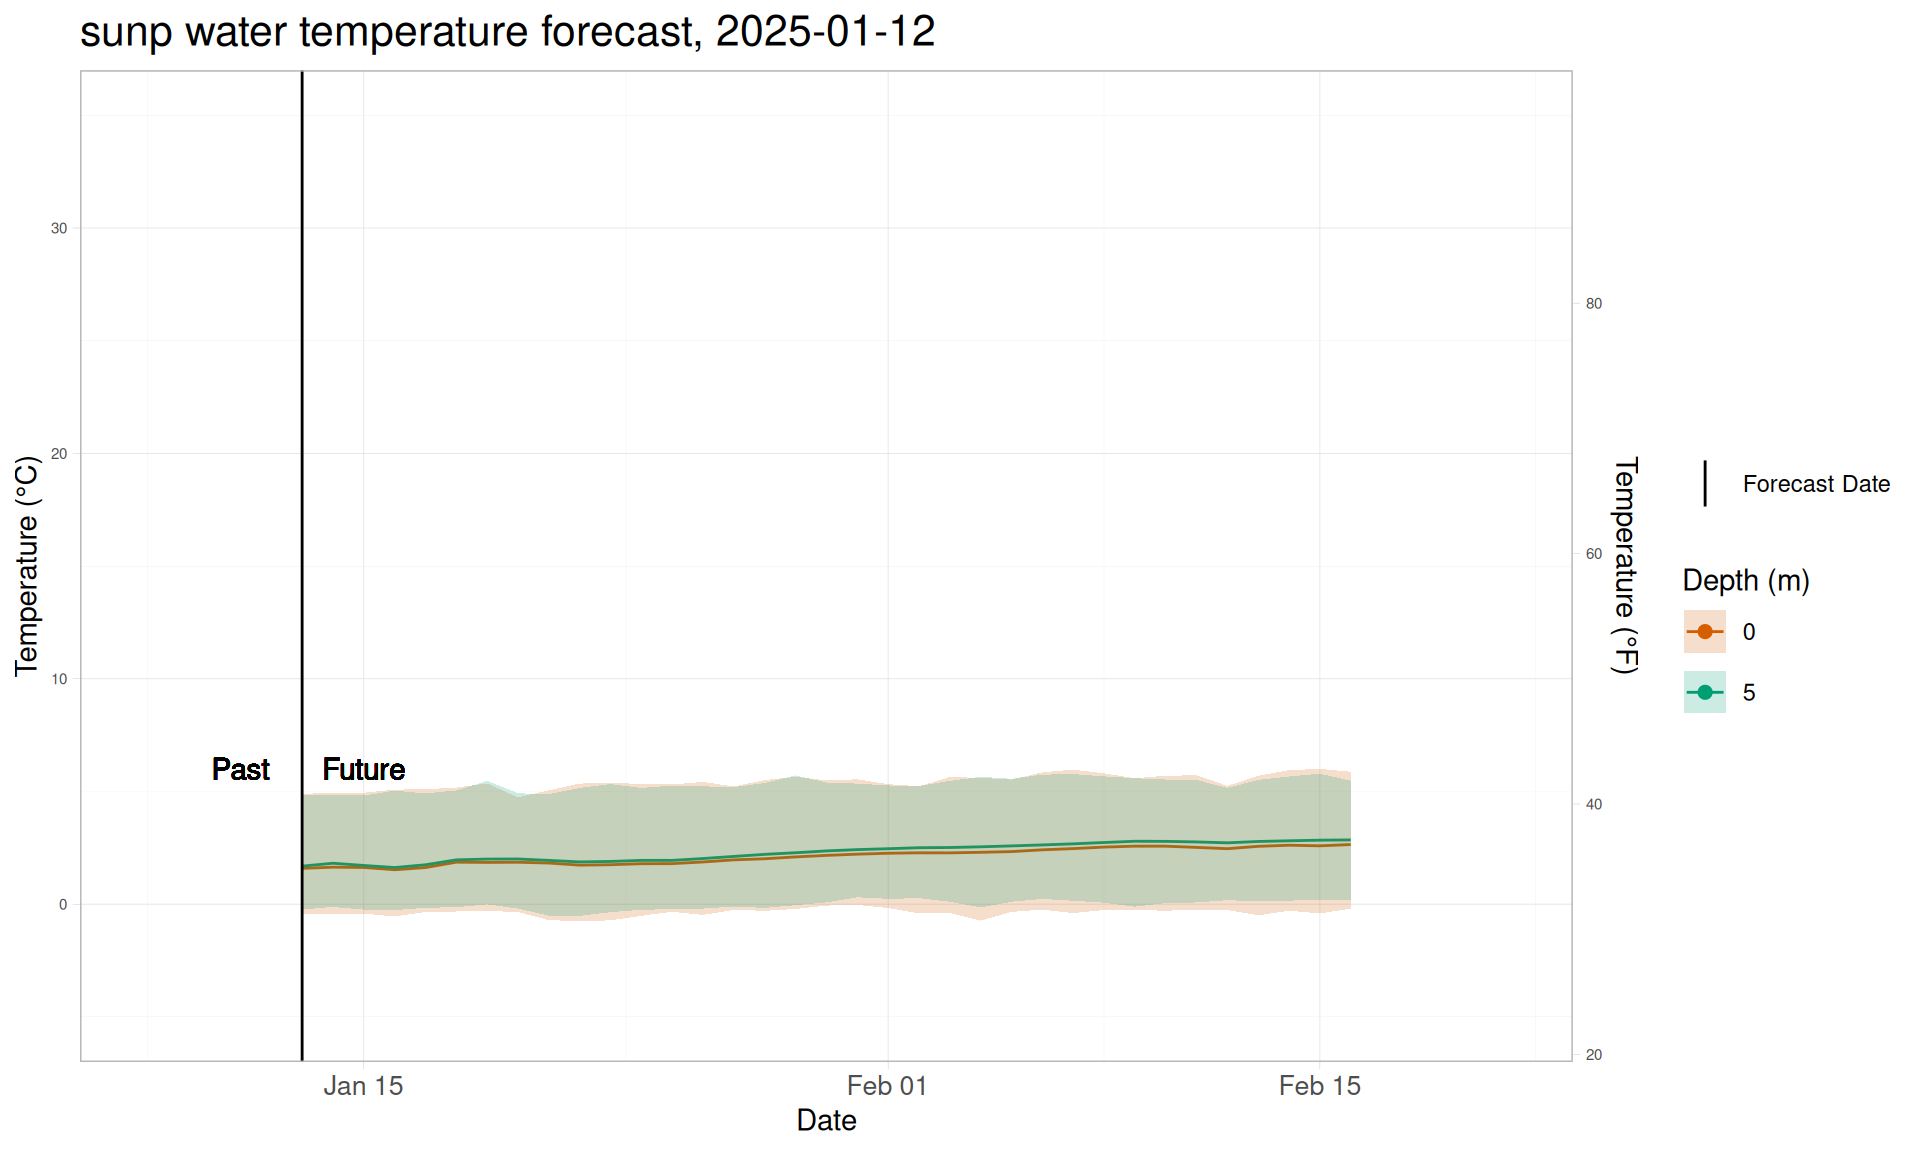 sunp water temperature forecast, 2025-01-12
Temperature (°C)
30
20
10
0
Past
Future
Jan 15
Feb 01
Feb 15
Date
80
60
40
20
Temperature (°F)
Forecast Date
Depth (m)
0
5